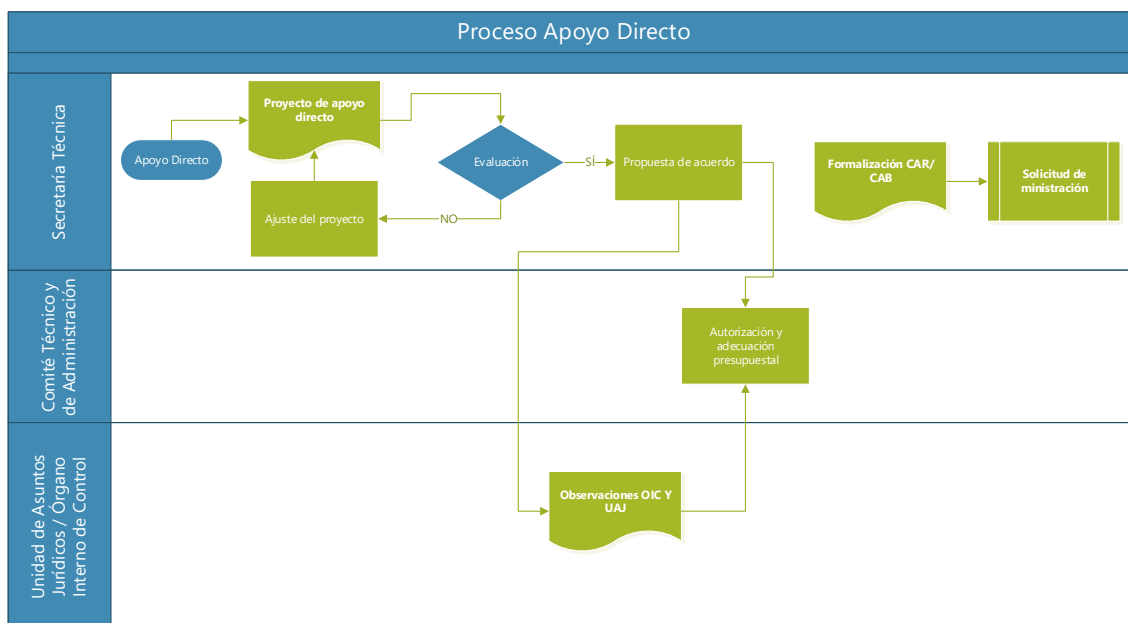 Proceso Apoyo Directo
Secretaría Técnica
Apoyo Directo
Proyecto de apoyo
directo
Ajuste del proyecto
Evaluación
NO
SÍ
Propuesta de acuerdo
Formalización CAR/
CAB
Solicitud de
ministración
Comité Técnico y
de Administración
Autorización y
adecuación
presupuestal
Unidad de Asuntos
Jurídicos / Órgano
Interno de Control
Observaciones OIC Y
UAJ